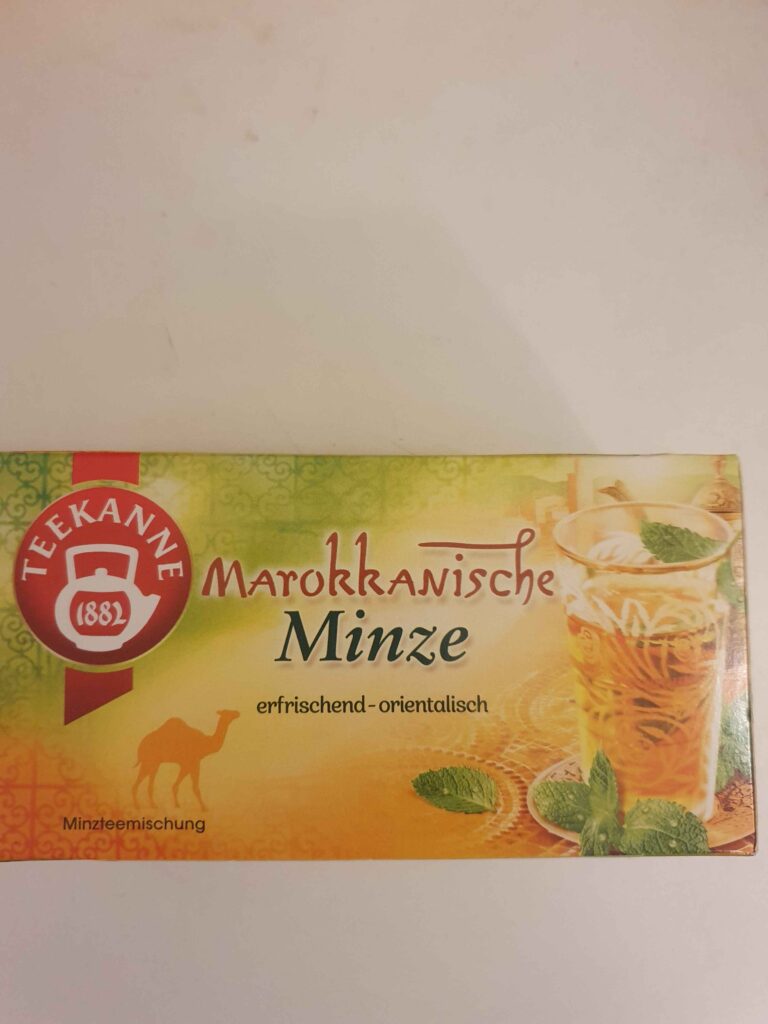 TEEKANNE
1882
Marokkanische
Minze
erfrischend-orientalisch
Minzteemischung